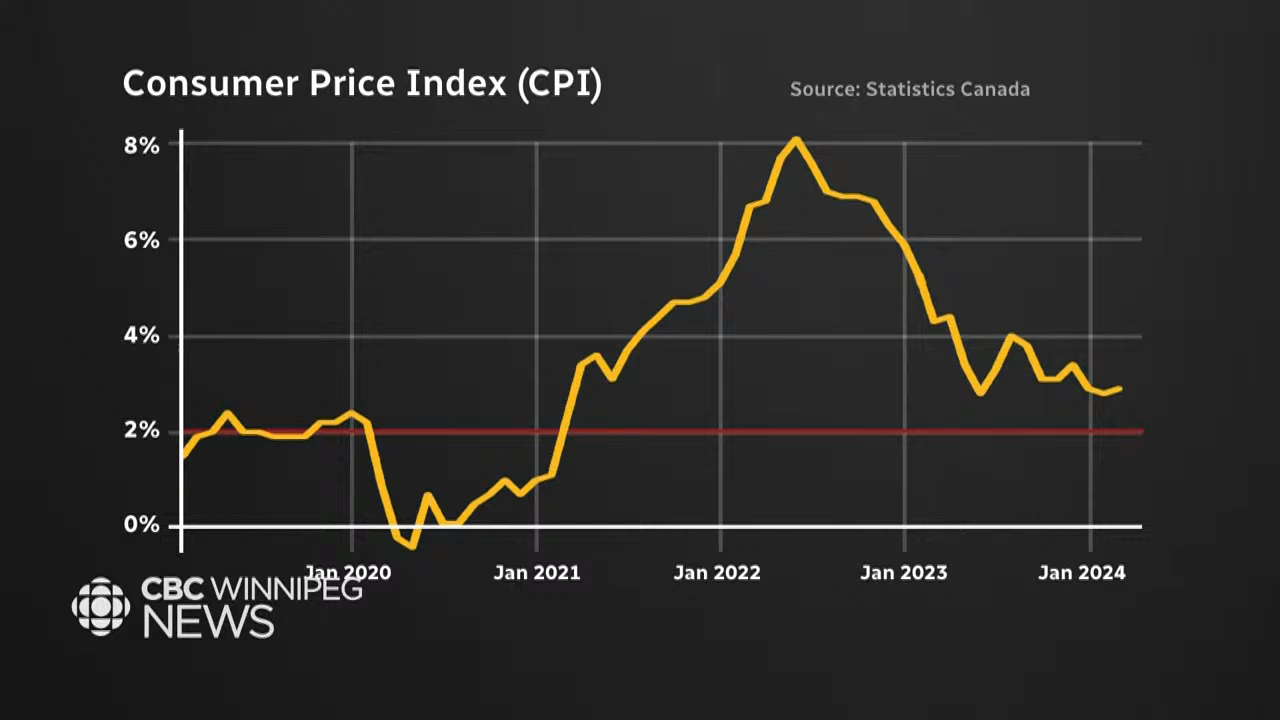 Consumer Price Index (CPI)
Source: Statistics Canada
8%
6%
4%
2%
0%
Jan 2020
Jan 2021
Jan 2022
Jan 2023
Jan 2024
CBC WINNIPEG
NEWS